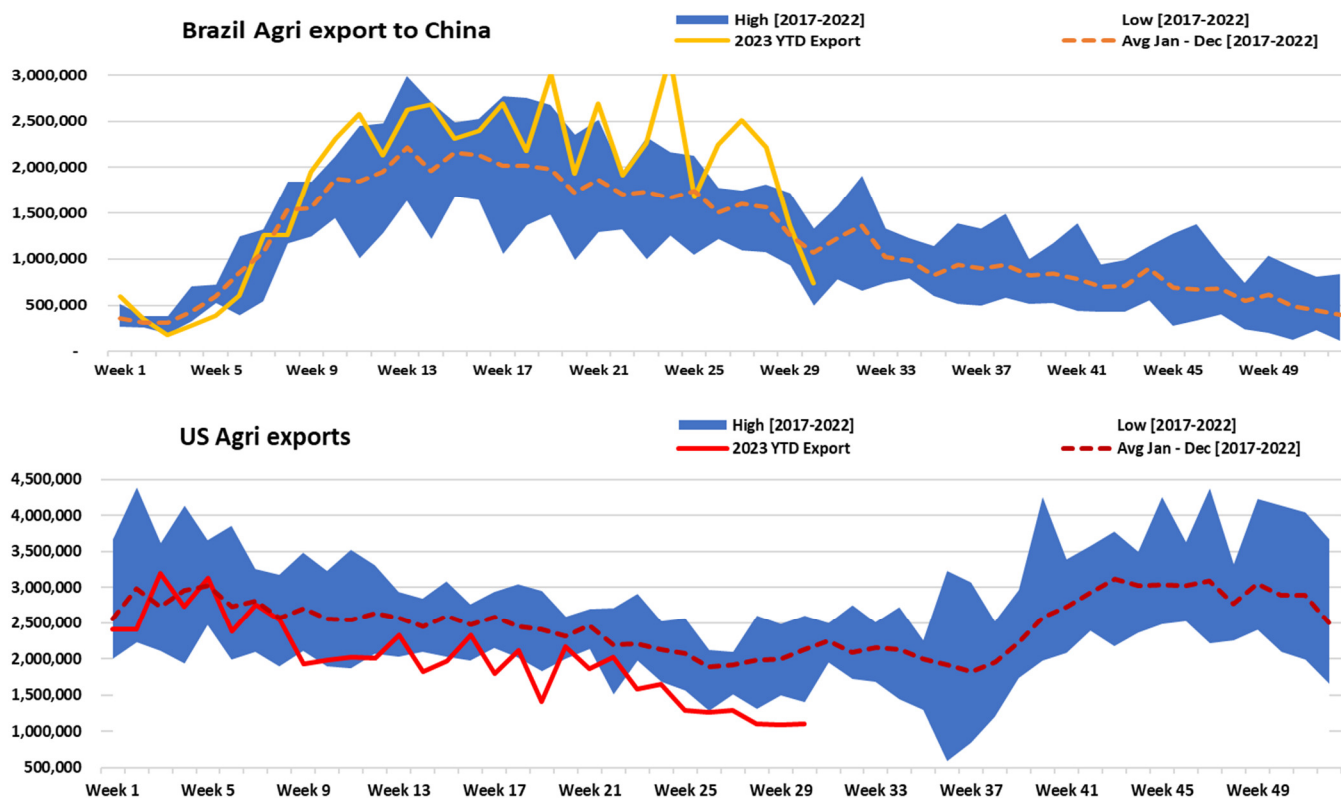 Brazil Agri export to China
High [2017-2022]
Low [2017-2022]
2023 YTD Export
Avg Jan - Dec [2017-2022]
3,000,000
2,500,000
2,000,000
1,500,000
1,000,000
500,000
-
Week 1 Week 5 Week 9 Week 13 Week 17 Week 21 Week 25 Week 29 Week 33 Week 37 Week 41 Week 45 Week 49
US Agri exports
High [2017-2022]
Low [2017-2022]
2023 YTD Export
Avg Jan - Dec [2017-2022]
4,500,000
4,000,000
3,500,000
3,000,000
2,500,000
2,000,000
1,500,000
1,000,000
500,000
Week 1 Week 5 Week 9 Week 13 Week 17 Week 21 Week 25 Week 29 Week 33 Week 37 Week 41 Week 45 Week 49